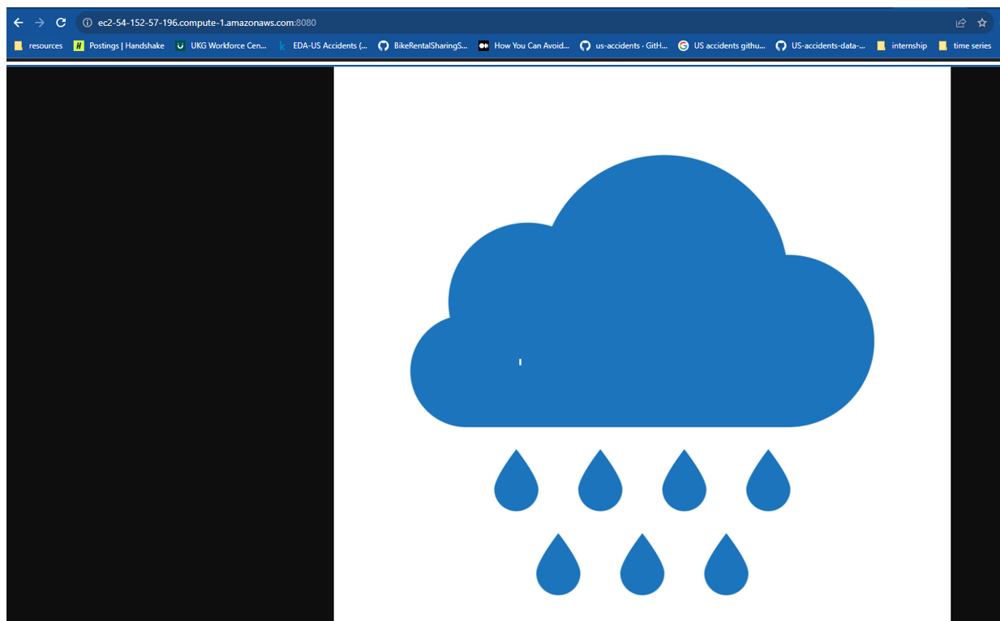 ec2-54-152-57-196.compute-1.amazonaws.com:8080
resources Postings | Handshake UKG Workforce Cen... EDA-US Accidents (... BikeRentalSharingS... How You Can Avoid... us-accidents · GitH... US accidents githu... US-accidents-data-... internship time series